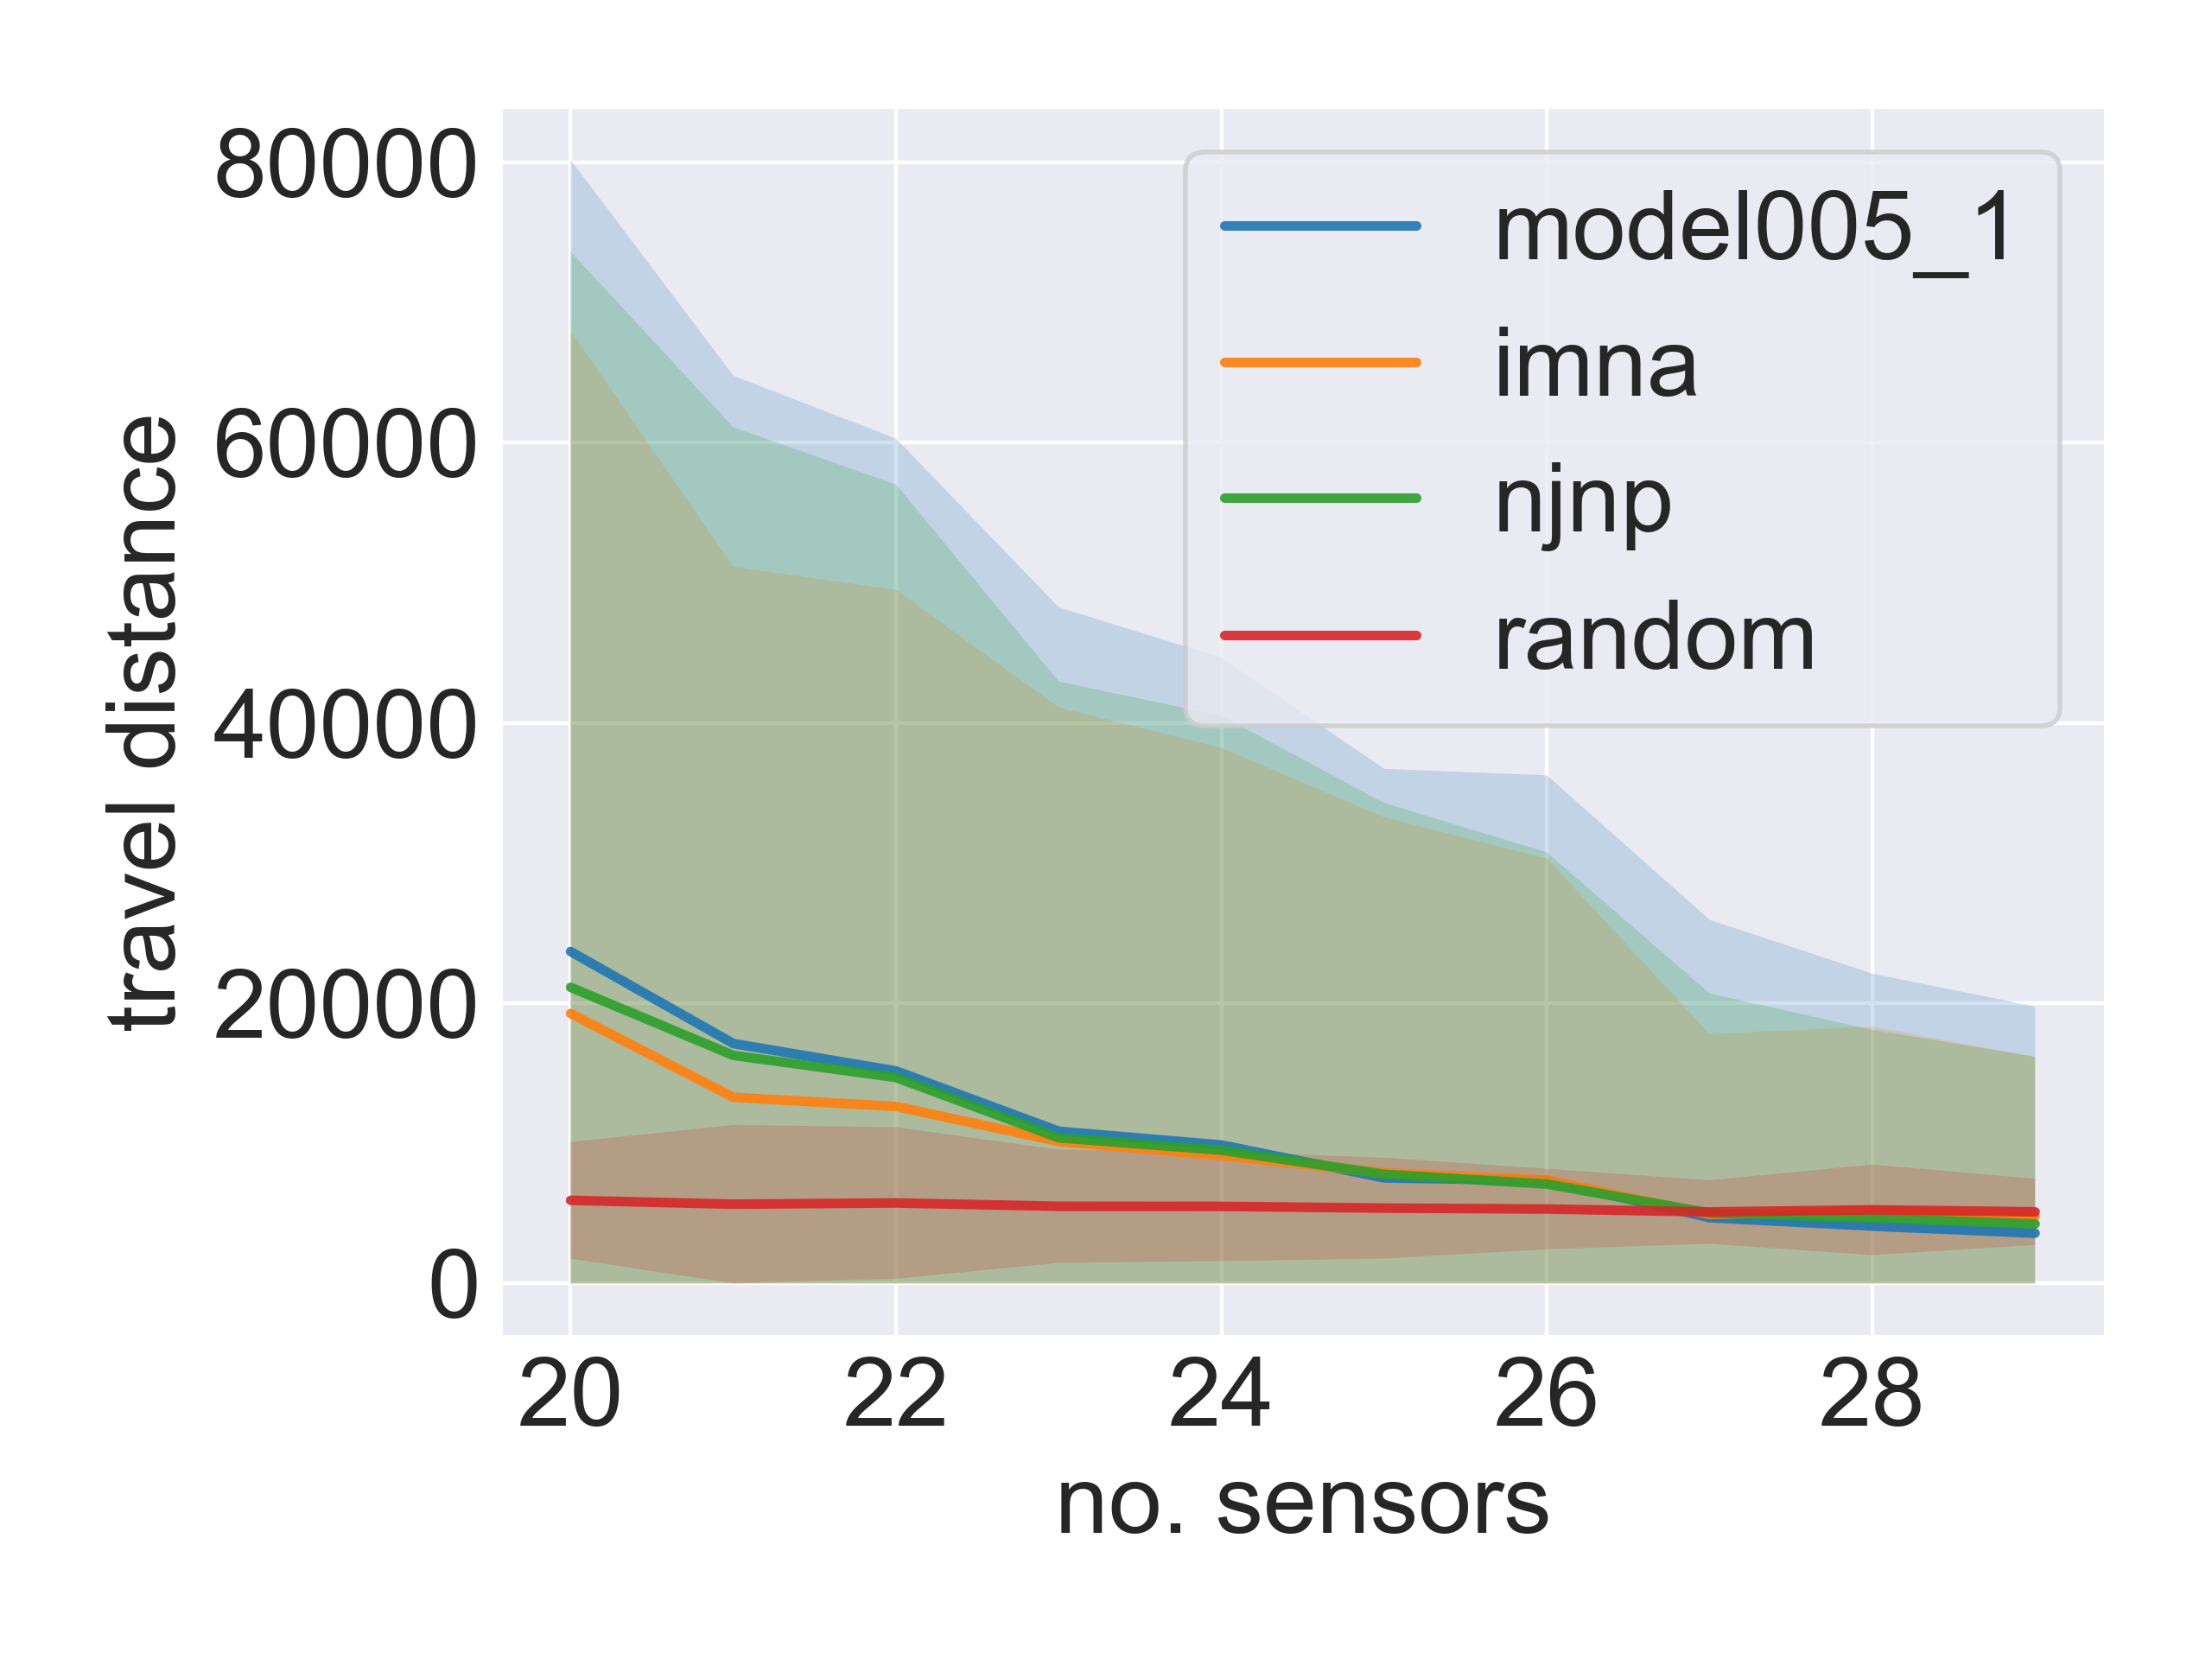 travel distance
80000
60000
40000
20000
0
model005_1
imna
njnp
random
20 22 24 26 28
no. sensors